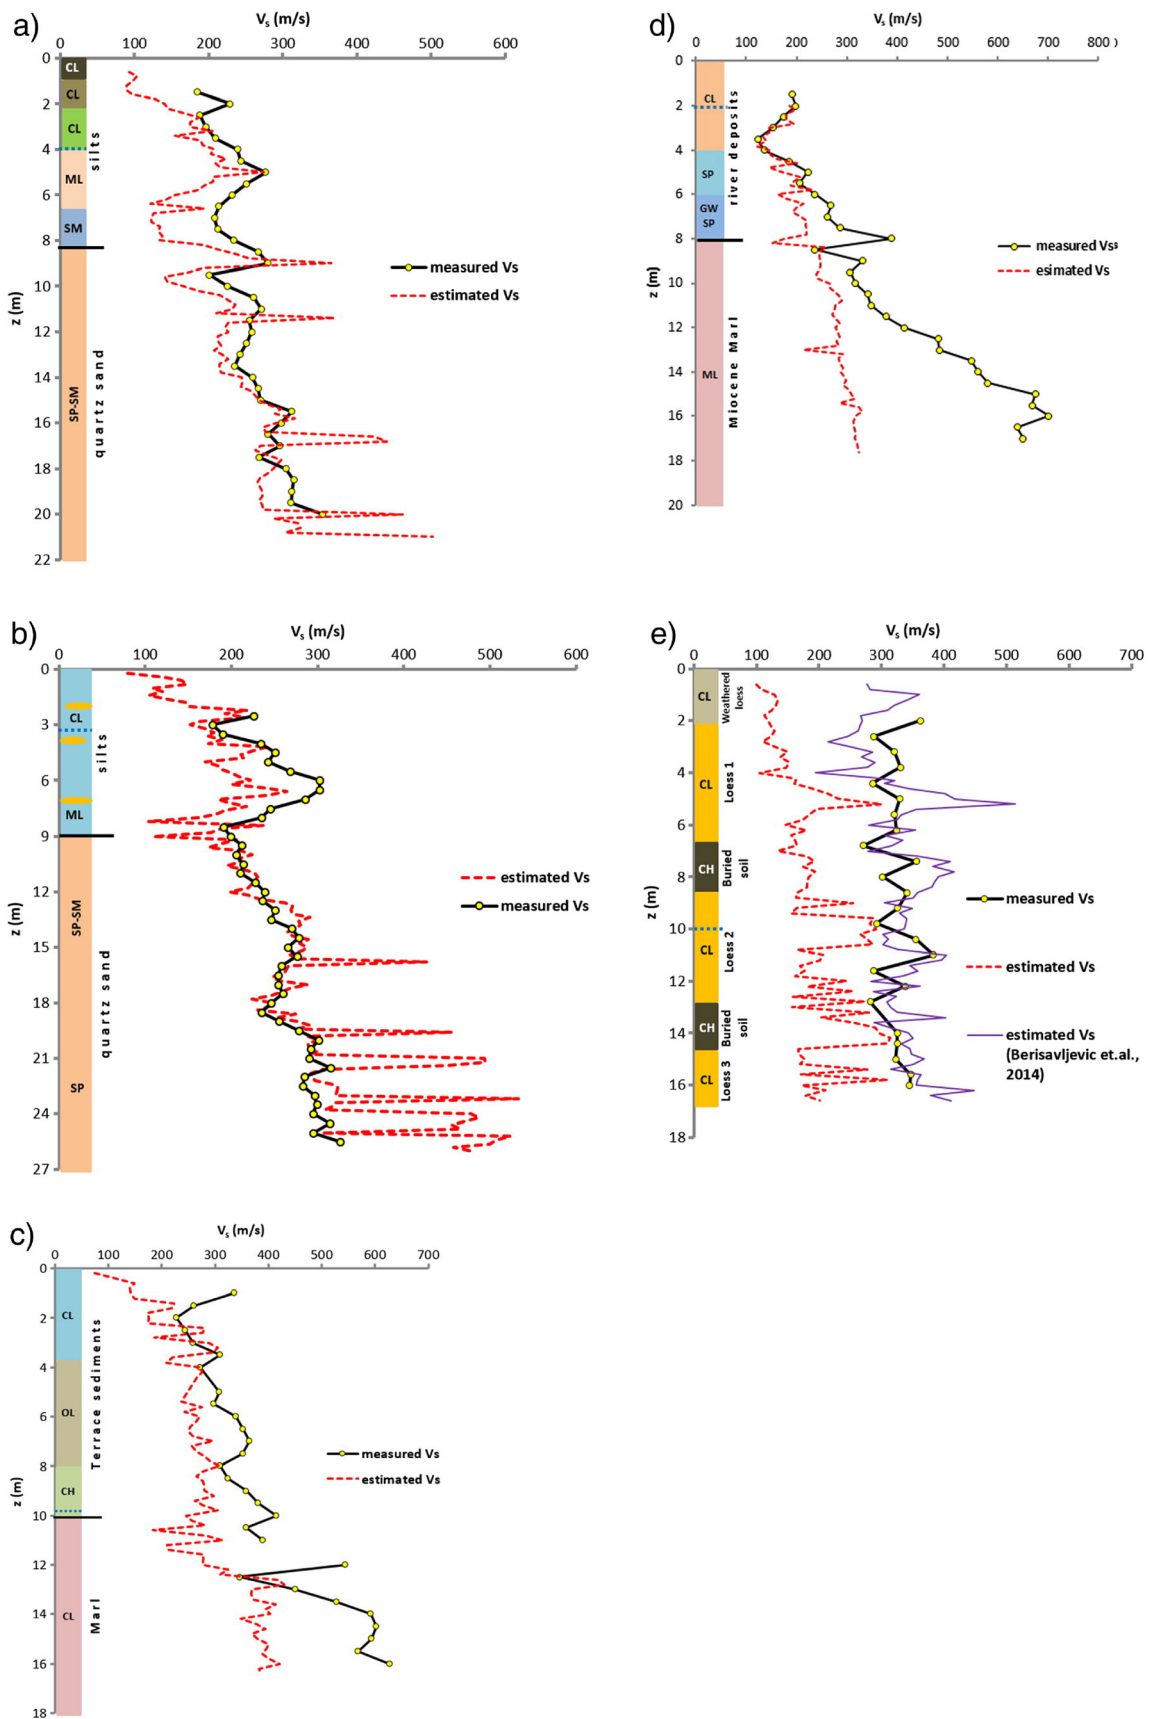 a)
Vs (m/s)
0 100 200 300 400 500 600
0
2
4
6
8
10
12
14
16
18
20
22
z (m)
CL
CL
CL
ML
SM
SP-SM
silts
quartz sand
measured Vs
estimated Vs
d)
Vs (m/s)
0 100 200 300 400 500 600 700 800 )
0
2
4
6
8
10
12
14
16
18
20
z (m)
CL
SP
GW
SP
ML
river deposits
Miocene Marl
measured Vs³
esimated Vs
b)
Vs (m/s)
0 100 200 300 400 500 600
0
3
6
9
12
15
18
21
24
27
z (m)
CL
ML
SP-SM
SP
silts
quartz sand
estimated Vs
measured Vs
e)
Vs (m/s)
0 100 200 300 400 500 600 700
0
2
4
6
8
10
12
14
16
18
z (m)
CL
CL
CH
CL
CH
CL
Weathered
loess
Loess 1
Buried
soil
Loess 2
Buried
soil
Loess 3
measured Vs
estimated Vs
estimated Vs
(Berisavljevic et.al.,
2014)
c)
Vs (m/s)
0 100 200 300 400 500 600 700
0
2
4
6
8
10
12
14
16
18
z (m)
CL
OL
CH
CL
Terrace sediments
Marl
measured Vs
estimated Vs